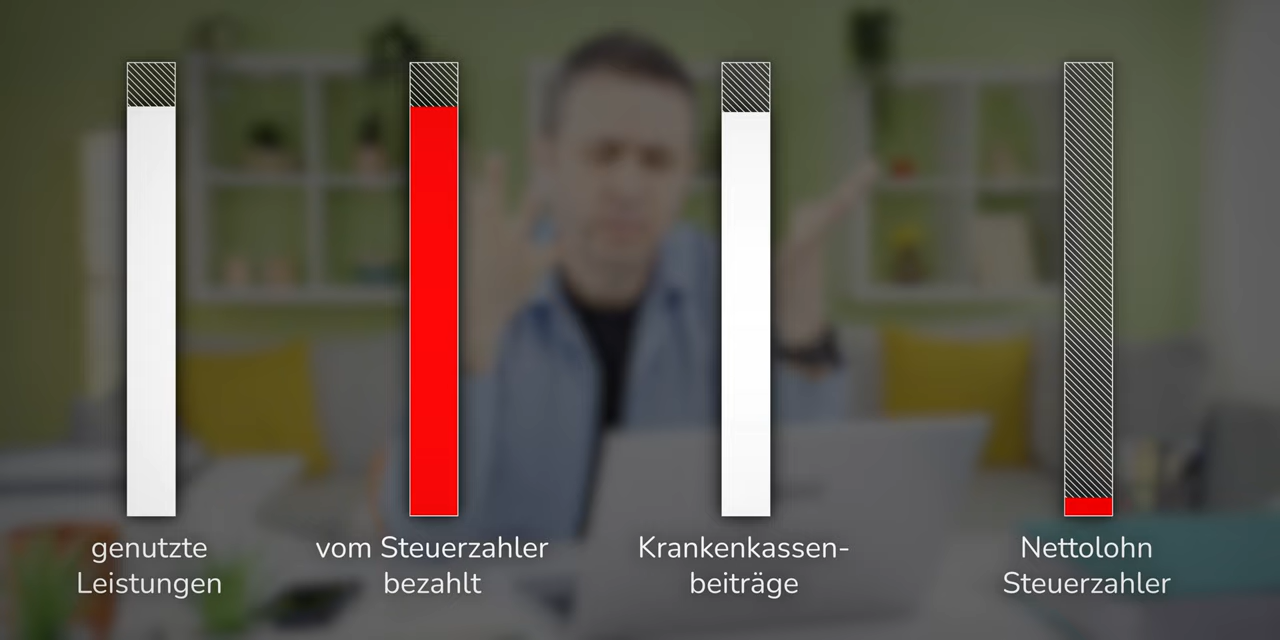 genutzte
Leistungen
vom Steuerzahler
bezahlt
Krankenkassen-
beiträge
Nettolohn
Steuerzahler